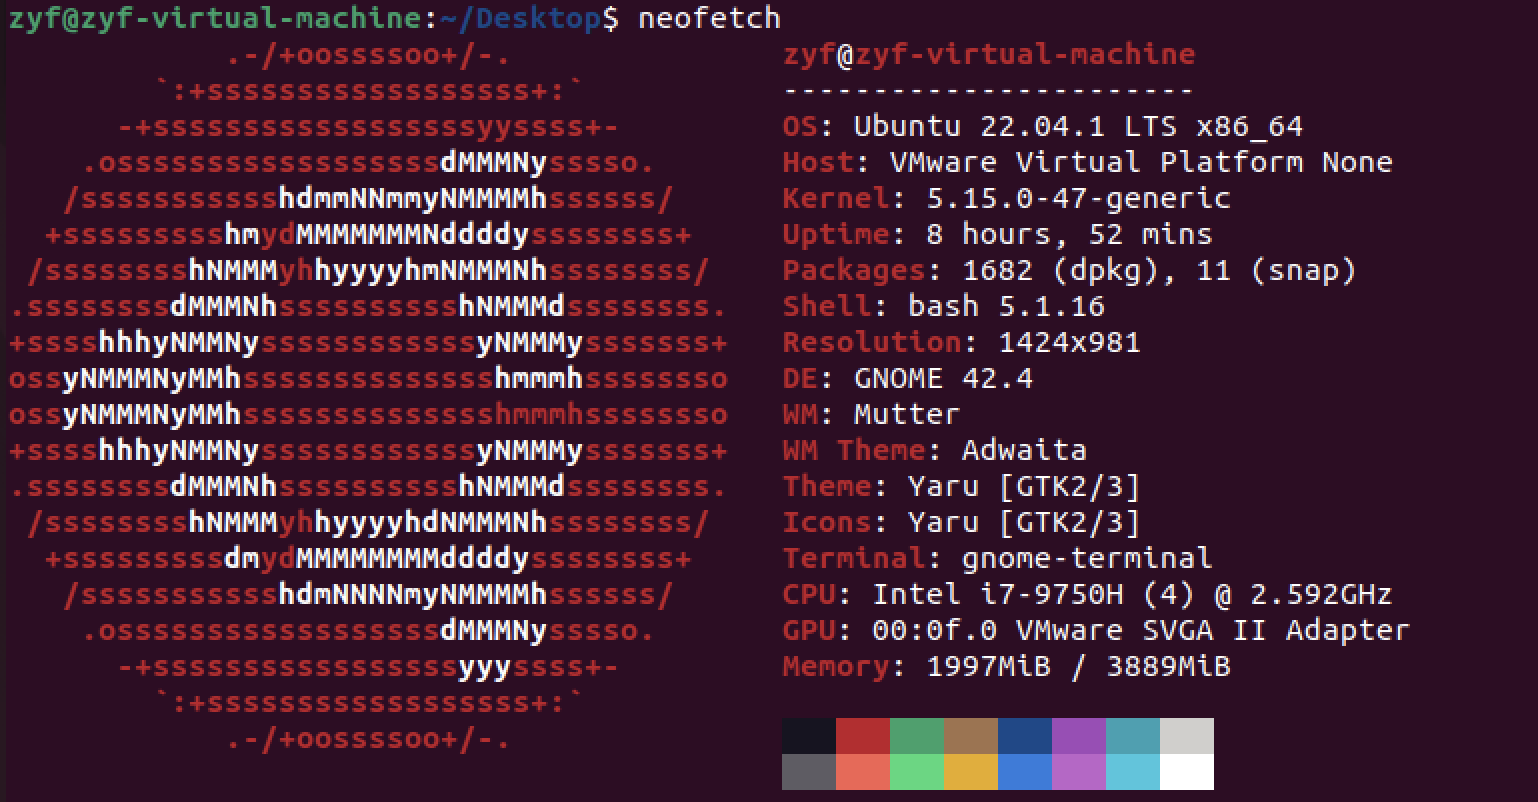 zyf@zyf-virtual-machine:~/Desktop$ neofetch
            .-/+oossssoo+/-.               zyf@zyf-virtual-machine
        `:+ssssssssssssssssss+:`           -----------------------
      -+ssssssssssssssssssyyssss+-         OS: Ubuntu 22.04.1 LTS x86_64
    .ossssssssssssssssssdMMMNysssso.       Host: VMware Virtual Platform None
   /ssssssssssshdmmNNmmyNMMMMhssssss/      Kernel: 5.15.0-47-generic
  +ssssssssshmydMMMMMMMNddddyssssssss+     Uptime: 8 hours, 52 mins
 /sssssssshNMMMyhhyyyyhmNMMMNhssssssss/    Packages: 1682 (dpkg), 11 (snap)
.ssssssssdMMMNhsssssssssshNMMMdssssssss.   Shell: bash 5.1.16
+sssshhhyNMMNyssssssssssssyNMMMysssssss+   Resolution: 1424x981
ossyNMMMNyMMhsssssssssssssshmmmhssssssso   DE: GNOME 42.4
ossyNMMMNyMMhsssssssssssssshmmmhssssssso   WM: Mutter
+sssshhhyNMMNyssssssssssssyNMMMysssssss+   WM Theme: Adwaita
.ssssssssdMMMNhsssssssssshNMMMdssssssss.   Theme: Yaru [GTK2/3]
 /sssssssshNMMMyhhyyyyhdNMMMNhssssssss/    Icons: Yaru [GTK2/3]
  +sssssssssdmydMMMMMMMMddddyssssssss+     Terminal: gnome-terminal
   /ssssssssssshdmNNNNmyNMMMMhssssss/      CPU: Intel i7-9750H (4) @ 2.592GHz
    .ossssssssssssssssssdMMMNysssso.       GPU: 00:0f.0 VMware SVGA II Adapter
      -+sssssssssssssssssyyyssss+-         Memory: 1997MiB / 3889MiB
        `:+ssssssssssssssssss+:`
            .-/+oossssoo+/-.